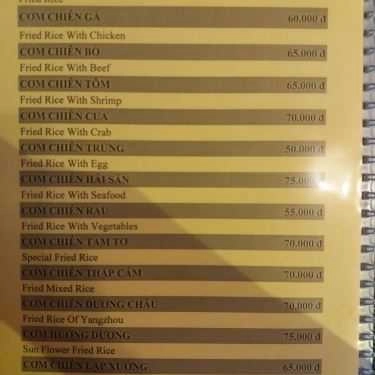 Fried Rice
CƠM CHIÊN GÀ 60.000 đ
Fried Rice With Chicken
CƠM CHIÊN BÒ 65.000 đ
Fried Rice With Beef
CƠM CHIÊN TÔM 65.000 đ
Fried Rice With Shrimp
CƠM CHIÊN CUA 70.000 đ
Fried Rice With Crab
CƠM CHIÊN TRỨNG 50.000 đ
Fried Rice With Egg
CƠM CHIÊN HẢI SẢN 75.000 đ
Fried Rice With Seafood
CƠM CHIÊN RAU 55.000 đ
Fried Rice With Vegetables
CƠM CHIÊN TAM TƠ 70.000 đ
Special Fried Rice
CƠM CHIÊN THẬP CẨM 70.000 đ
Fried Mixed Rice
CƠM CHIÊN DƯƠNG CHÂU 70.000 đ
Fried Rice Of Yangzhou
CƠM HƯỚNG DƯƠNG 75.000 đ
Sun Flower Fried Rice
CƠM CHIÊN LẠP XƯỞNG 65.000 đ